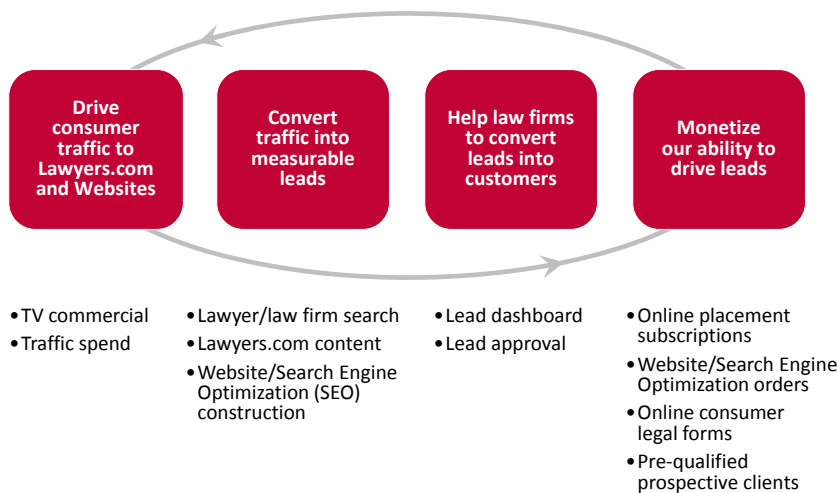 Drive
consumer
traffic to
Lawyers.com
and Websites
Convert
traffic into
measurable
leads
Help law firms
to convert
leads into
customers
Monetize
our ability to
drive leads
•TV commercial
•Traffic spend
•Lawyer/law firm search
•Lawyers.com content
•Website/Search Engine
Optimization (SEO)
construction
•Lead dashboard
•Lead approval
•Online placement
subscriptions
•Website/Search Engine
Optimization orders
•Online consumer
legal forms
•Pre-qualified
prospective clients